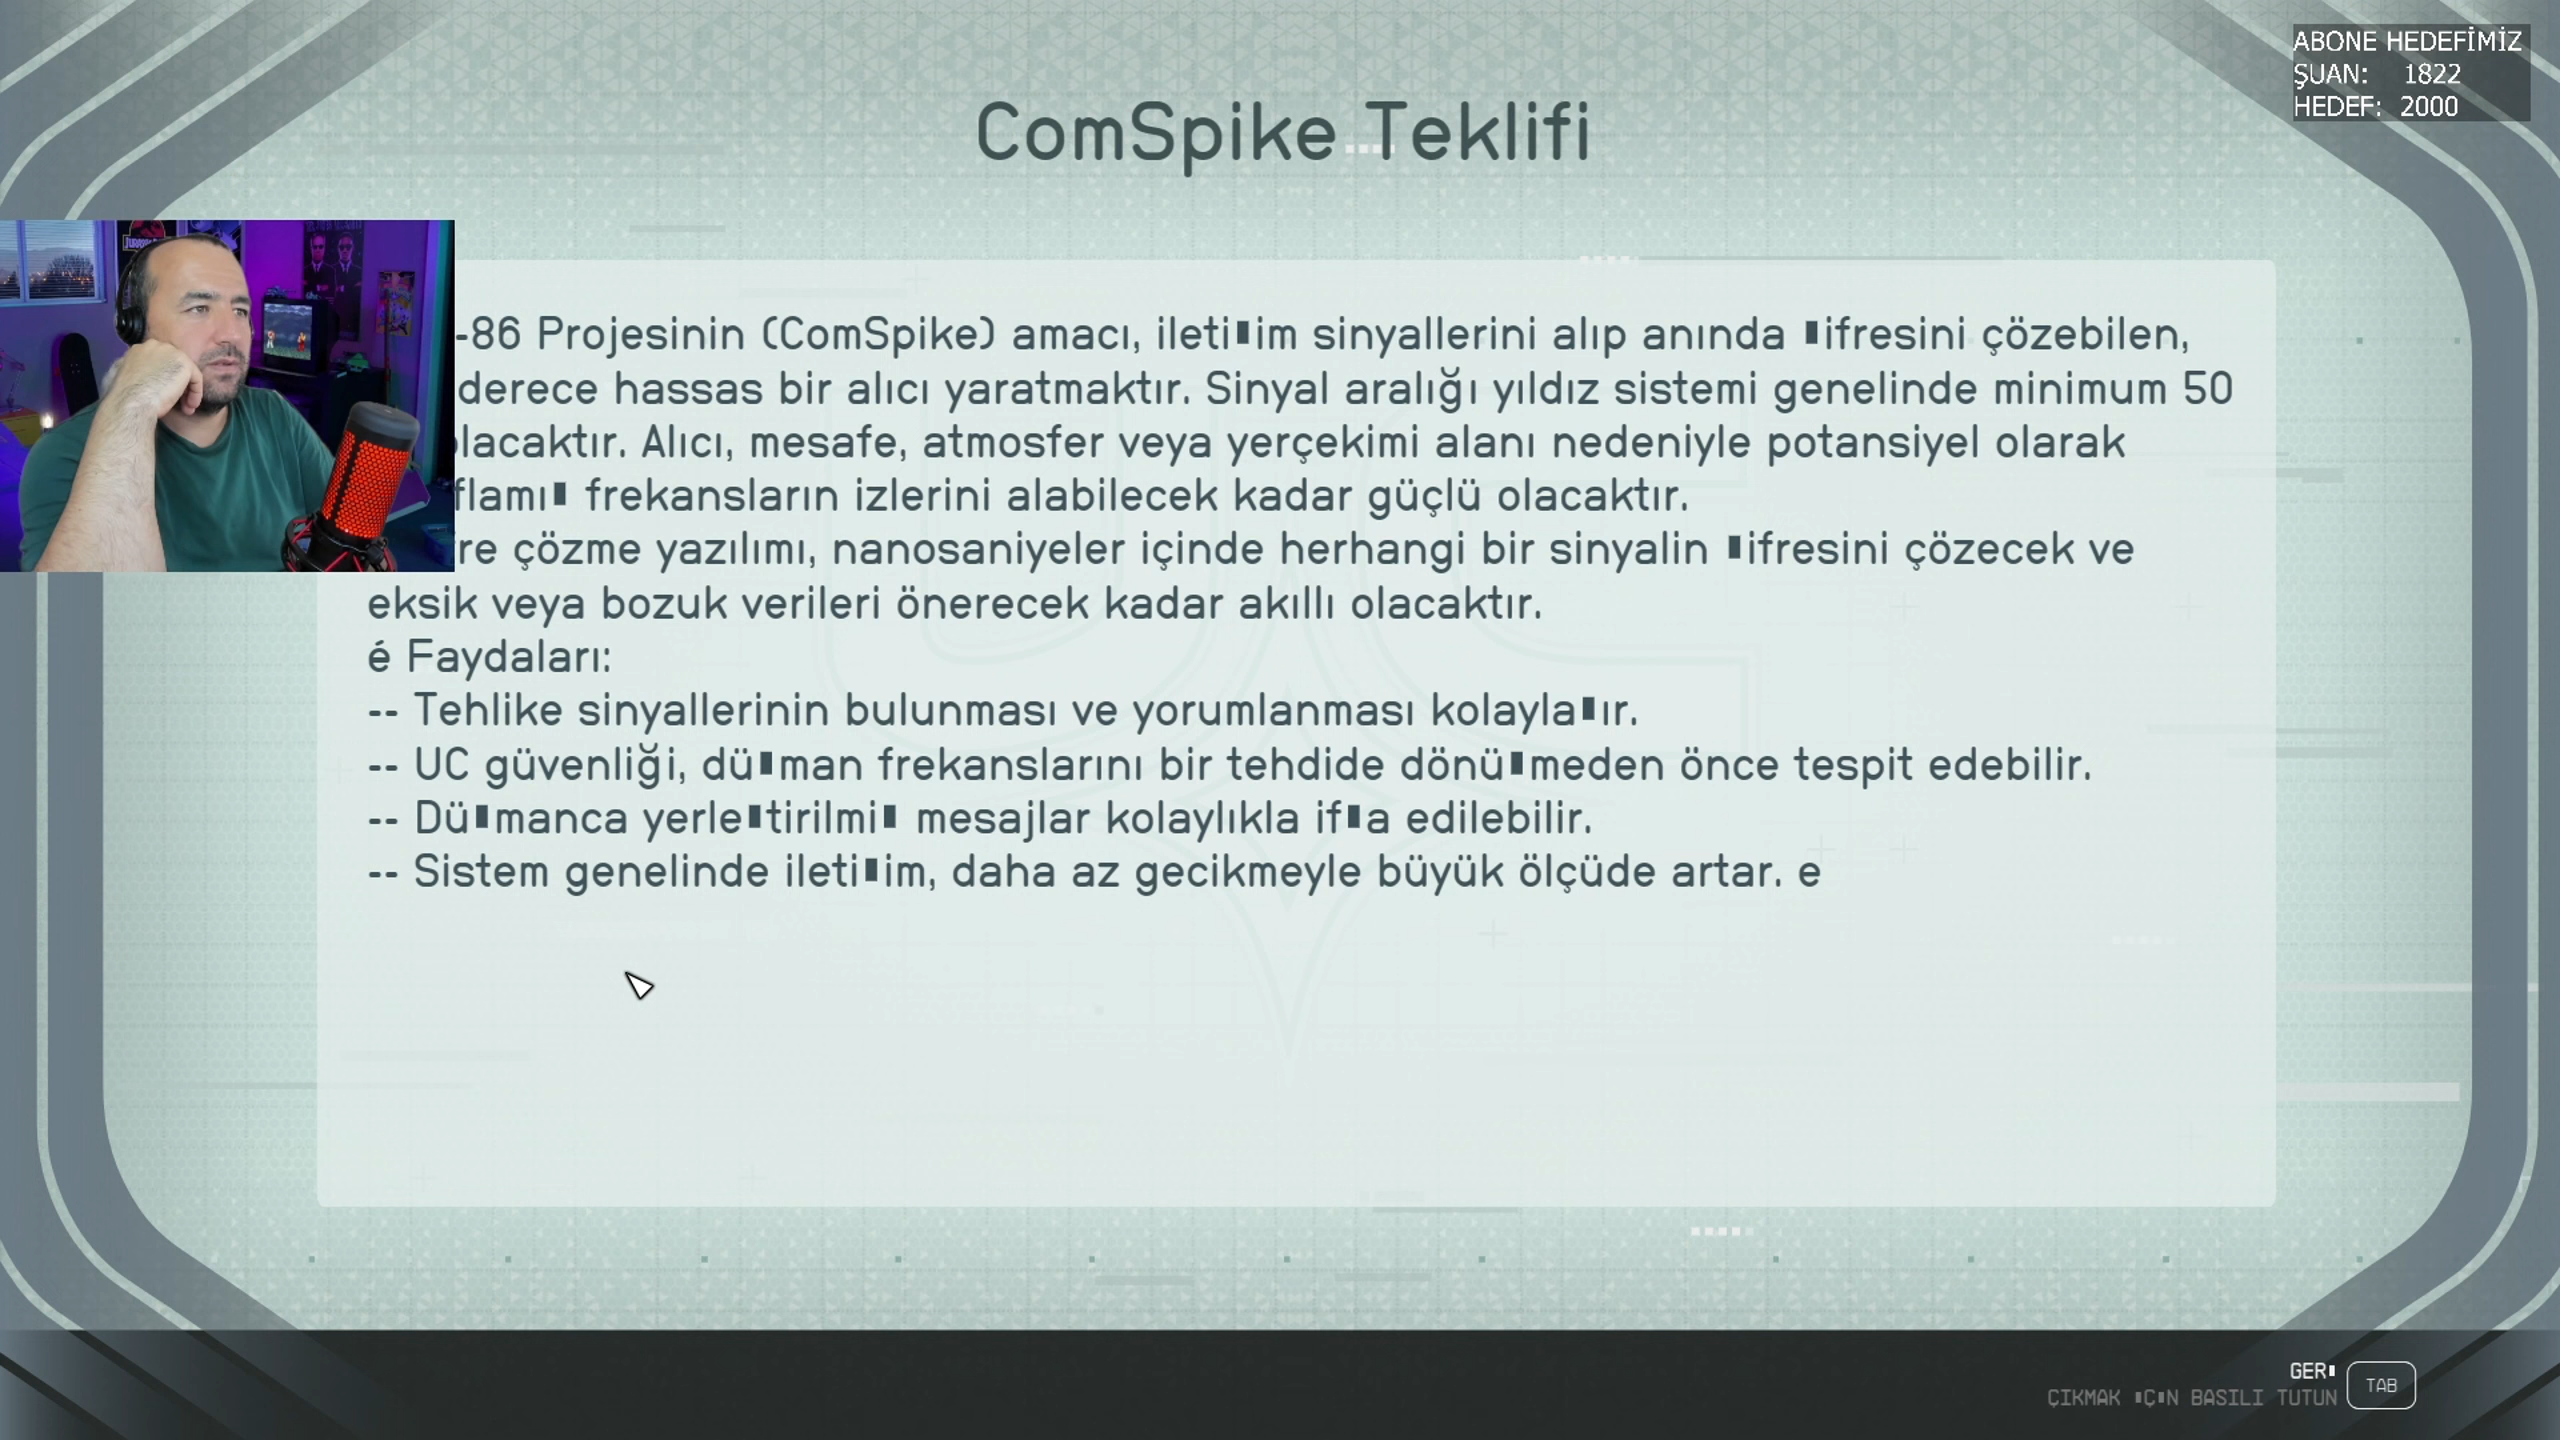 ABONE HEDEFİMİZ
ŞUAN: 1822
HEDEF: 2000
ComSpike Teklifi
-86 Projesinin (ComSpike) amacı, ileti▮im sinyallerini alıp anında ▮ifresini çözebilen,
derece hassas bir alıcı yaratmaktır. Sinyal aralığı yıldız sistemi genelinde minimum 50
olacaktır. Alıcı, mesafe, atmosfer veya yerçekimi alanı nedeniyle potansiyel olarak
flamı▮ frekansların izlerini alabilecek kadar güçlü olacaktır.
re çözme yazılımı, nanosaniyeler içinde herhangi bir sinyalin ▮ifresini çözecek ve
eksik veya bozuk verileri önerecek kadar akıllı olacaktır.
é Faydaları:
-- Tehlike sinyallerinin bulunması ve yorumlanması kolayla▮ır.
-- UC güvenliği, dü▮man frekanslarını bir tehdide dönü▮meden önce tespit edebilir.
-- Dü▮manca yerle▮tirilmi▮ mesajlar kolaylıkla if▮a edilebilir.
-- Sistem genelinde ileti▮im, daha az gecikmeyle büyük ölçüde artar. e
GER▮
ÇIKMAK ▮Ç▮N BASILI TUTUN
TAB